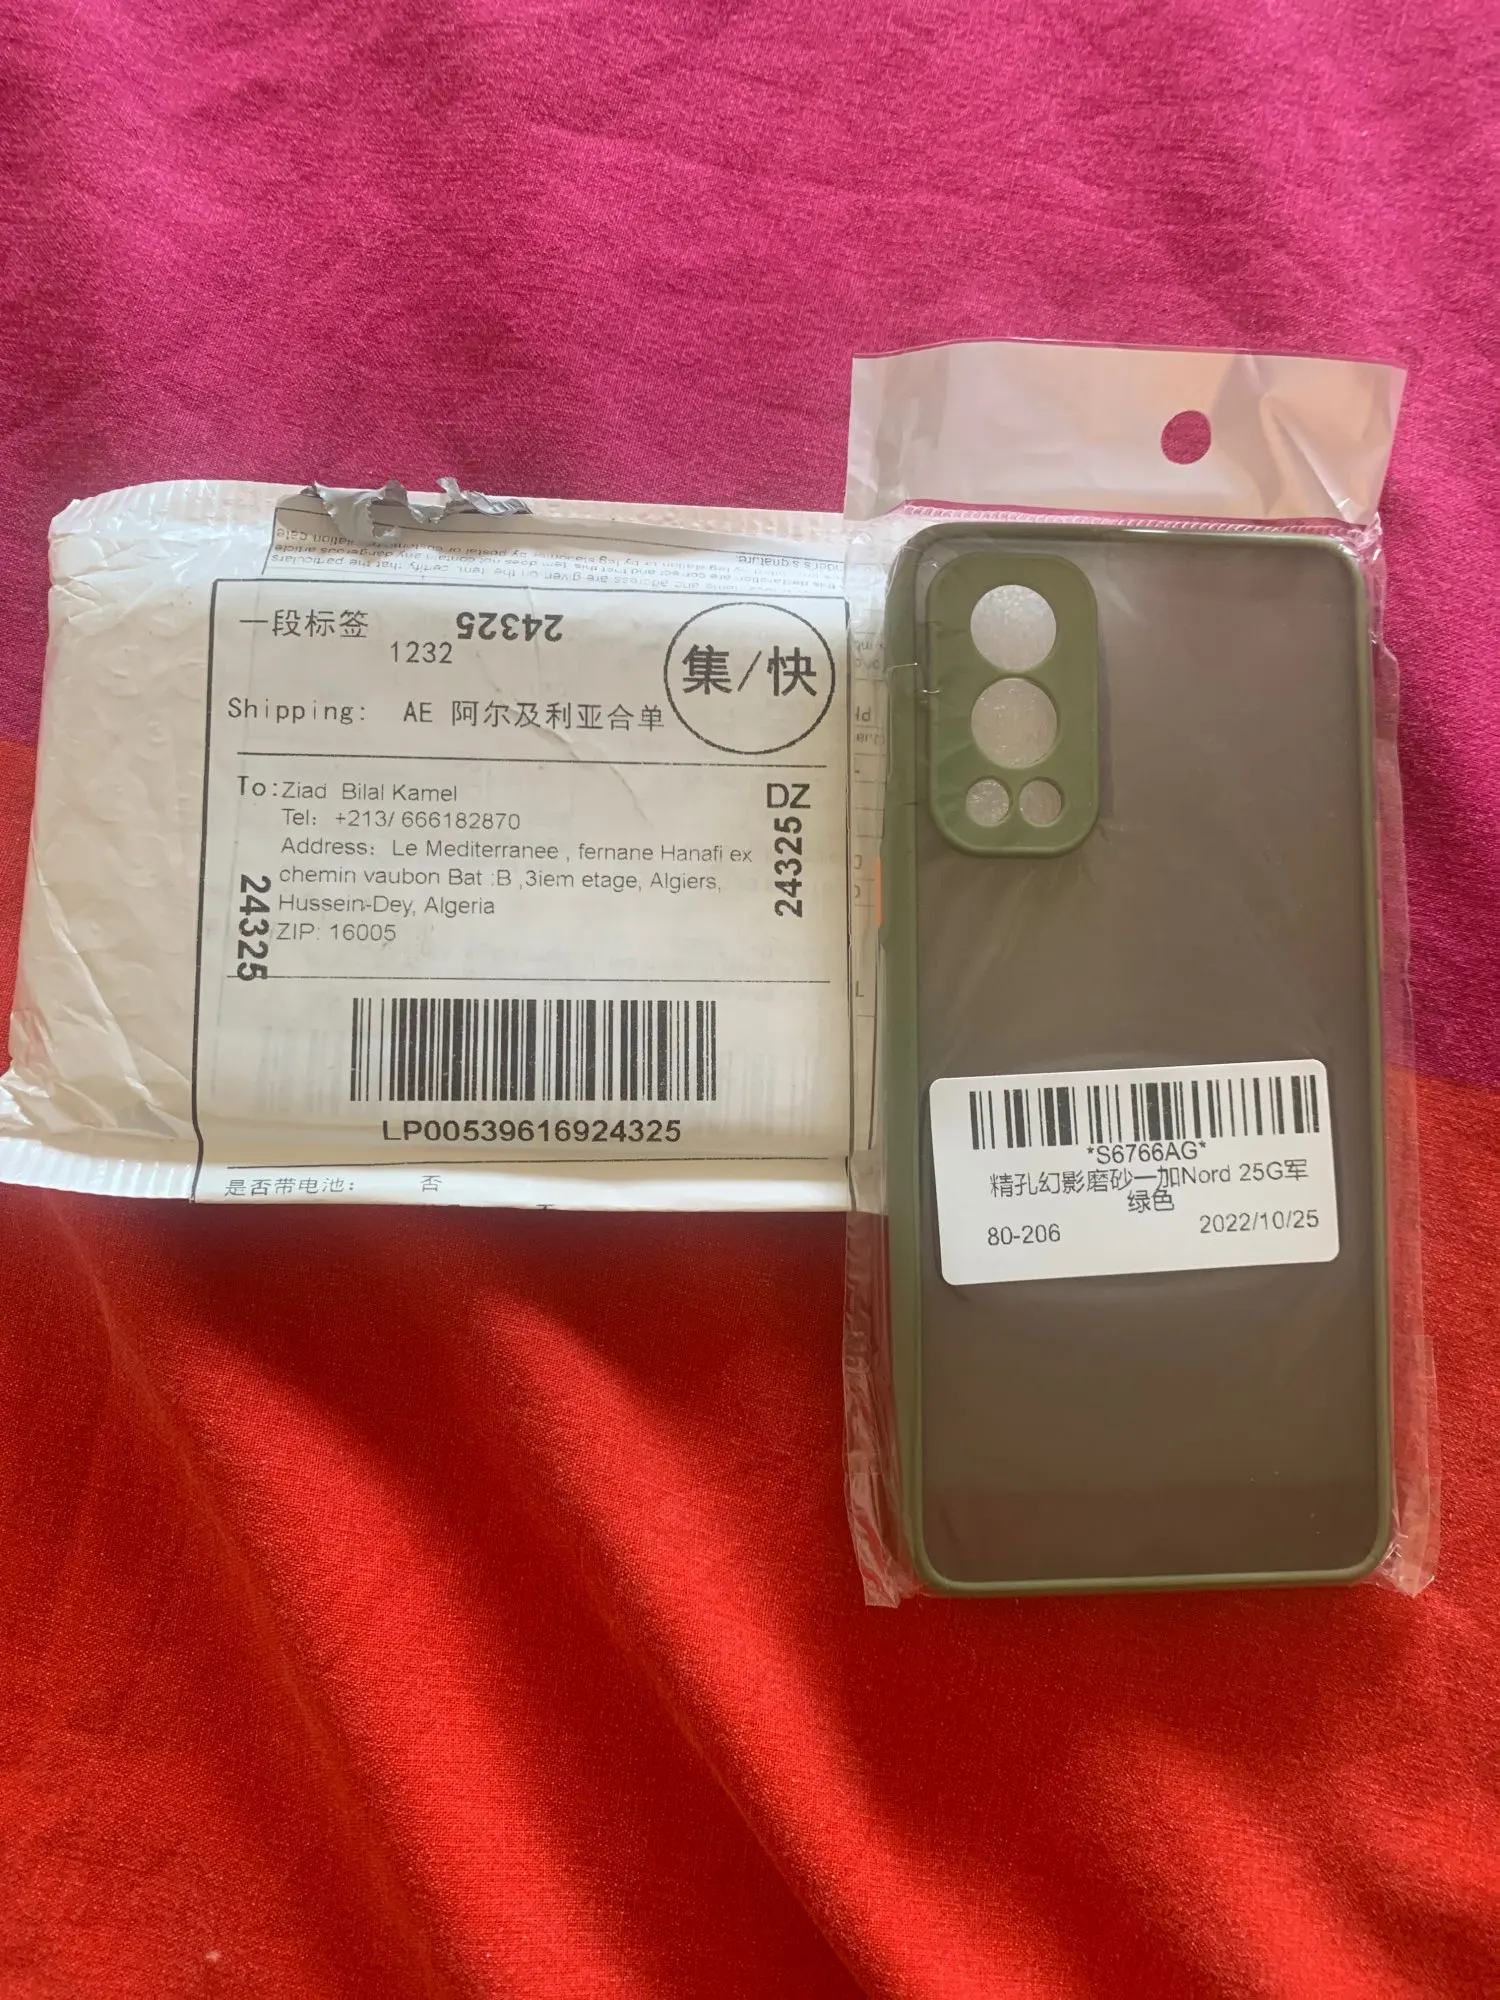 nder's signature.
一段标签
24325
1232
集/快
Shipping: AE 阿尔及利亚合单
To:Ziad Bilal Kamel
Tel: +213/ 666182870
Address: Le Mediterranee , fernane Hanafi ex
chemin vaubon Bat :B ,3iem etage, Algiers,
Hussein-Dey, Algeria
ZIP: 16005
DZ
24325
24325
LP00539616924325
是否带电池: 否
*S6766AG*
精孔幻影磨砂一加Nord 25G军
绿色
80-206 2022/10/25